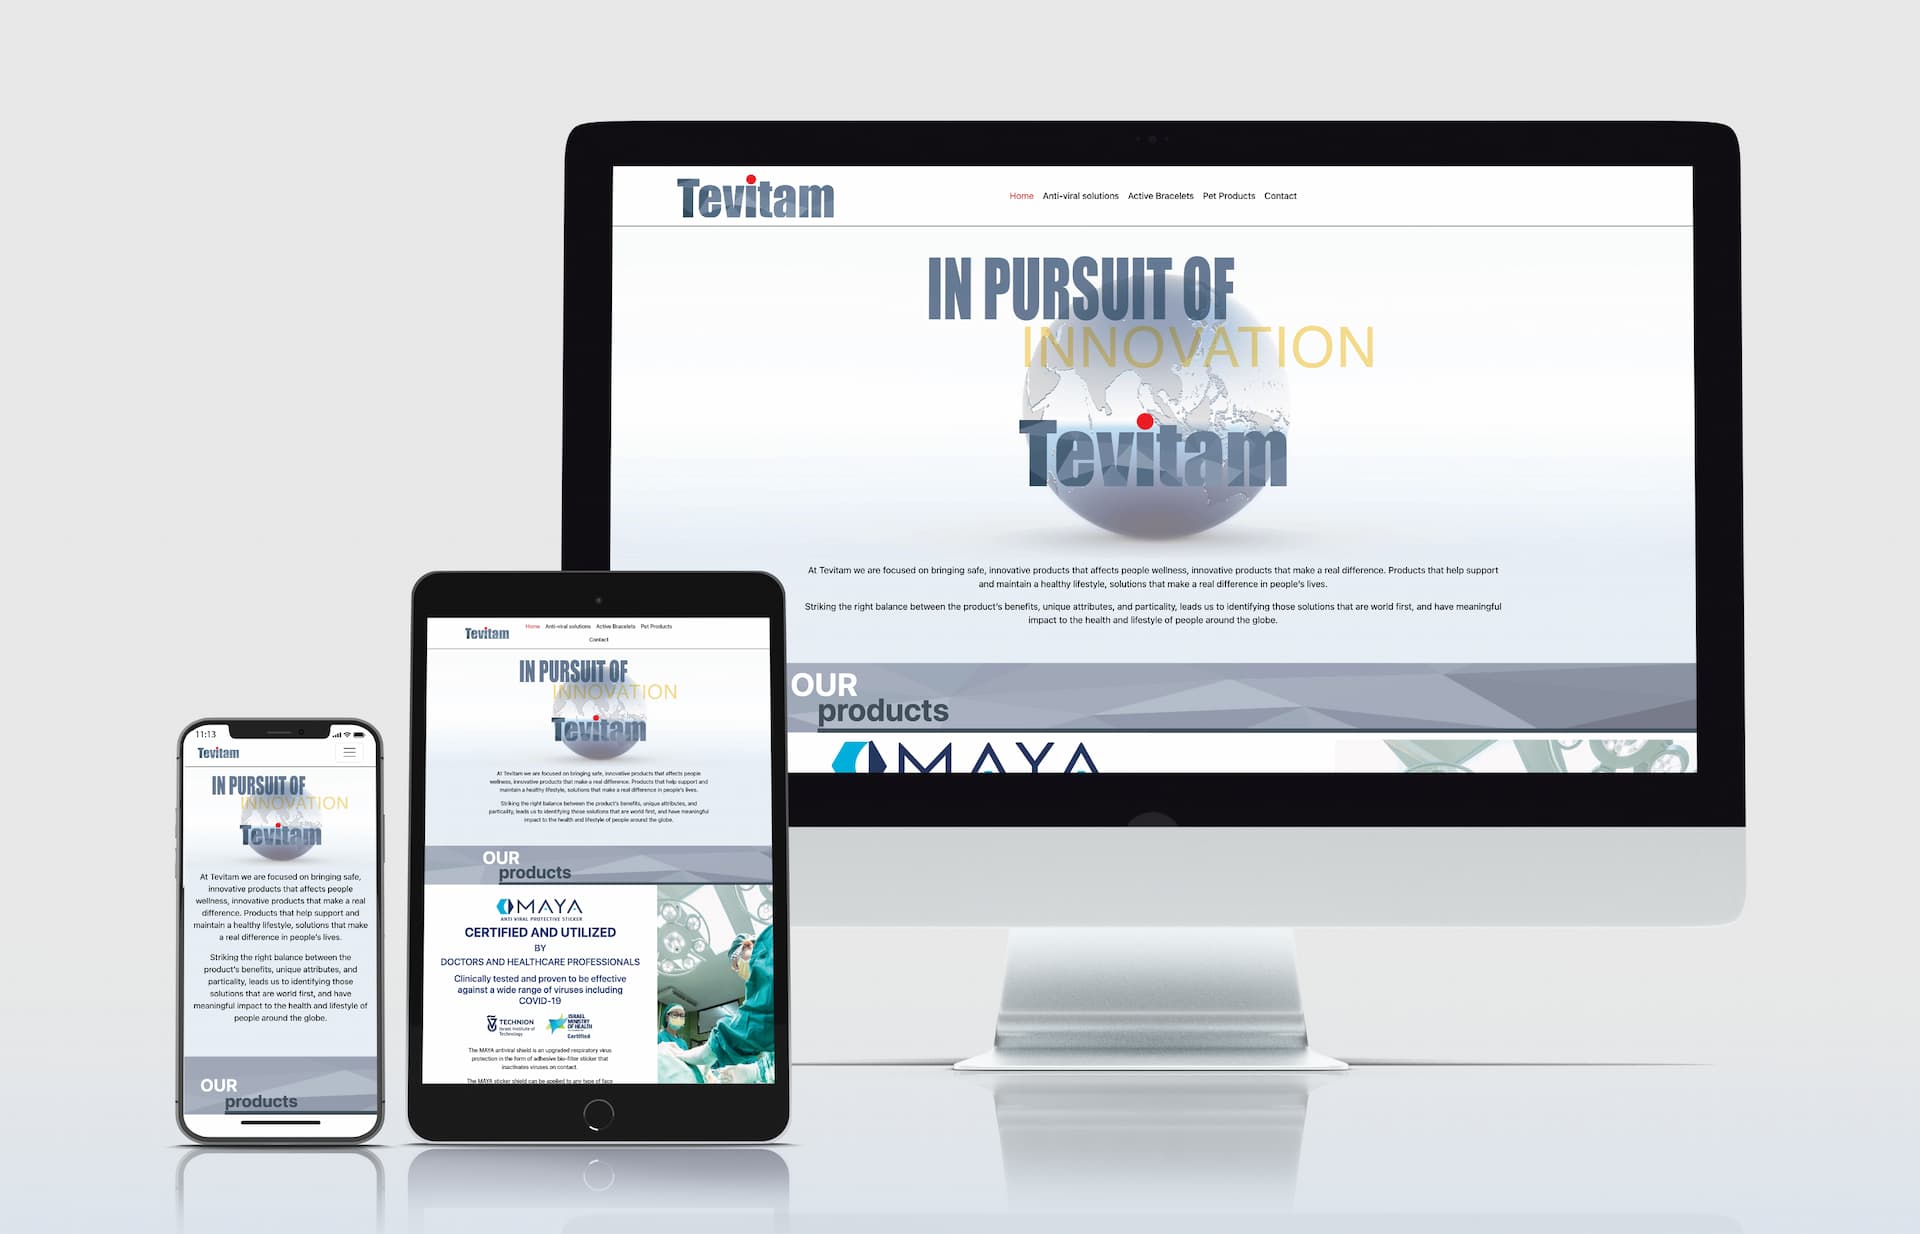 Tevitam
Home Anti-viral solutions Active Bracelets Pet Products Contact
IN PURSUIT OF
INNOVATION
Tevitam
At Tevitam we are focused on bringing safe, innovative products that affects people wellness, innovative products that make a real difference. Products that help support
and maintain a healthy lifestyle, solutions that make a real difference in people's lives.
Striking the right balance between the product's benefits, unique attributes, and particality, leads us to identifying those solutions that are world first, and have meaningful
impact to the health and lifestyle of people around the globe.
OUR
products
MAYA
Tevitam
Home Anti-viral solutions Active Bracelets Pet Products
Contact
IN PURSUIT OF
INNOVATION
Tevitam
At Tevitam we are focused on bringing safe, innovative products that affects people
wellness, innovative products that make a real difference. Products that help support and
maintain a healthy lifestyle, solutions that make a real difference in people's lives.
Striking the right balance between the product's benefits, unique attributes, and
particality, leads us to identifying those solutions that are world first, and have meaningful
impact to the health and lifestyle of people around the globe.
OUR
products
MAYA
ANTI VIRAL PROTECTIVE STICKER
CERTIFIED AND UTILIZED
BY
DOCTORS AND HEALTHCARE PROFESSIONALS
Clinically tested and proven to be effective
against a wide range of viruses including
COVID-19
TECHNION
Israel Institute of
Technology
ISRAEL
MINISTRY
OF HEALTH
Certified
The MAYA antiviral shield is an upgraded respiratory virus
protection in the form of adhesive bio-filter sticker that
inactivates viruses on contact.
The MAYA sticker shield can be applied to any type of face
11:13
Tevitam
IN PURSUIT OF
INNOVATION
Tevitam
At Tevitam we are focused on bringing safe,
innovative products that affects people
wellness, innovative products that make a real
difference. Products that help support and
maintain a healthy lifestyle, solutions that make
a real difference in people's lives.
Striking the right balance between the
product's benefits, unique attributes, and
particality, leads us to identifying those
solutions that are world first, and have
meaningful impact to the health and lifestyle of
people around the globe.
OUR
products